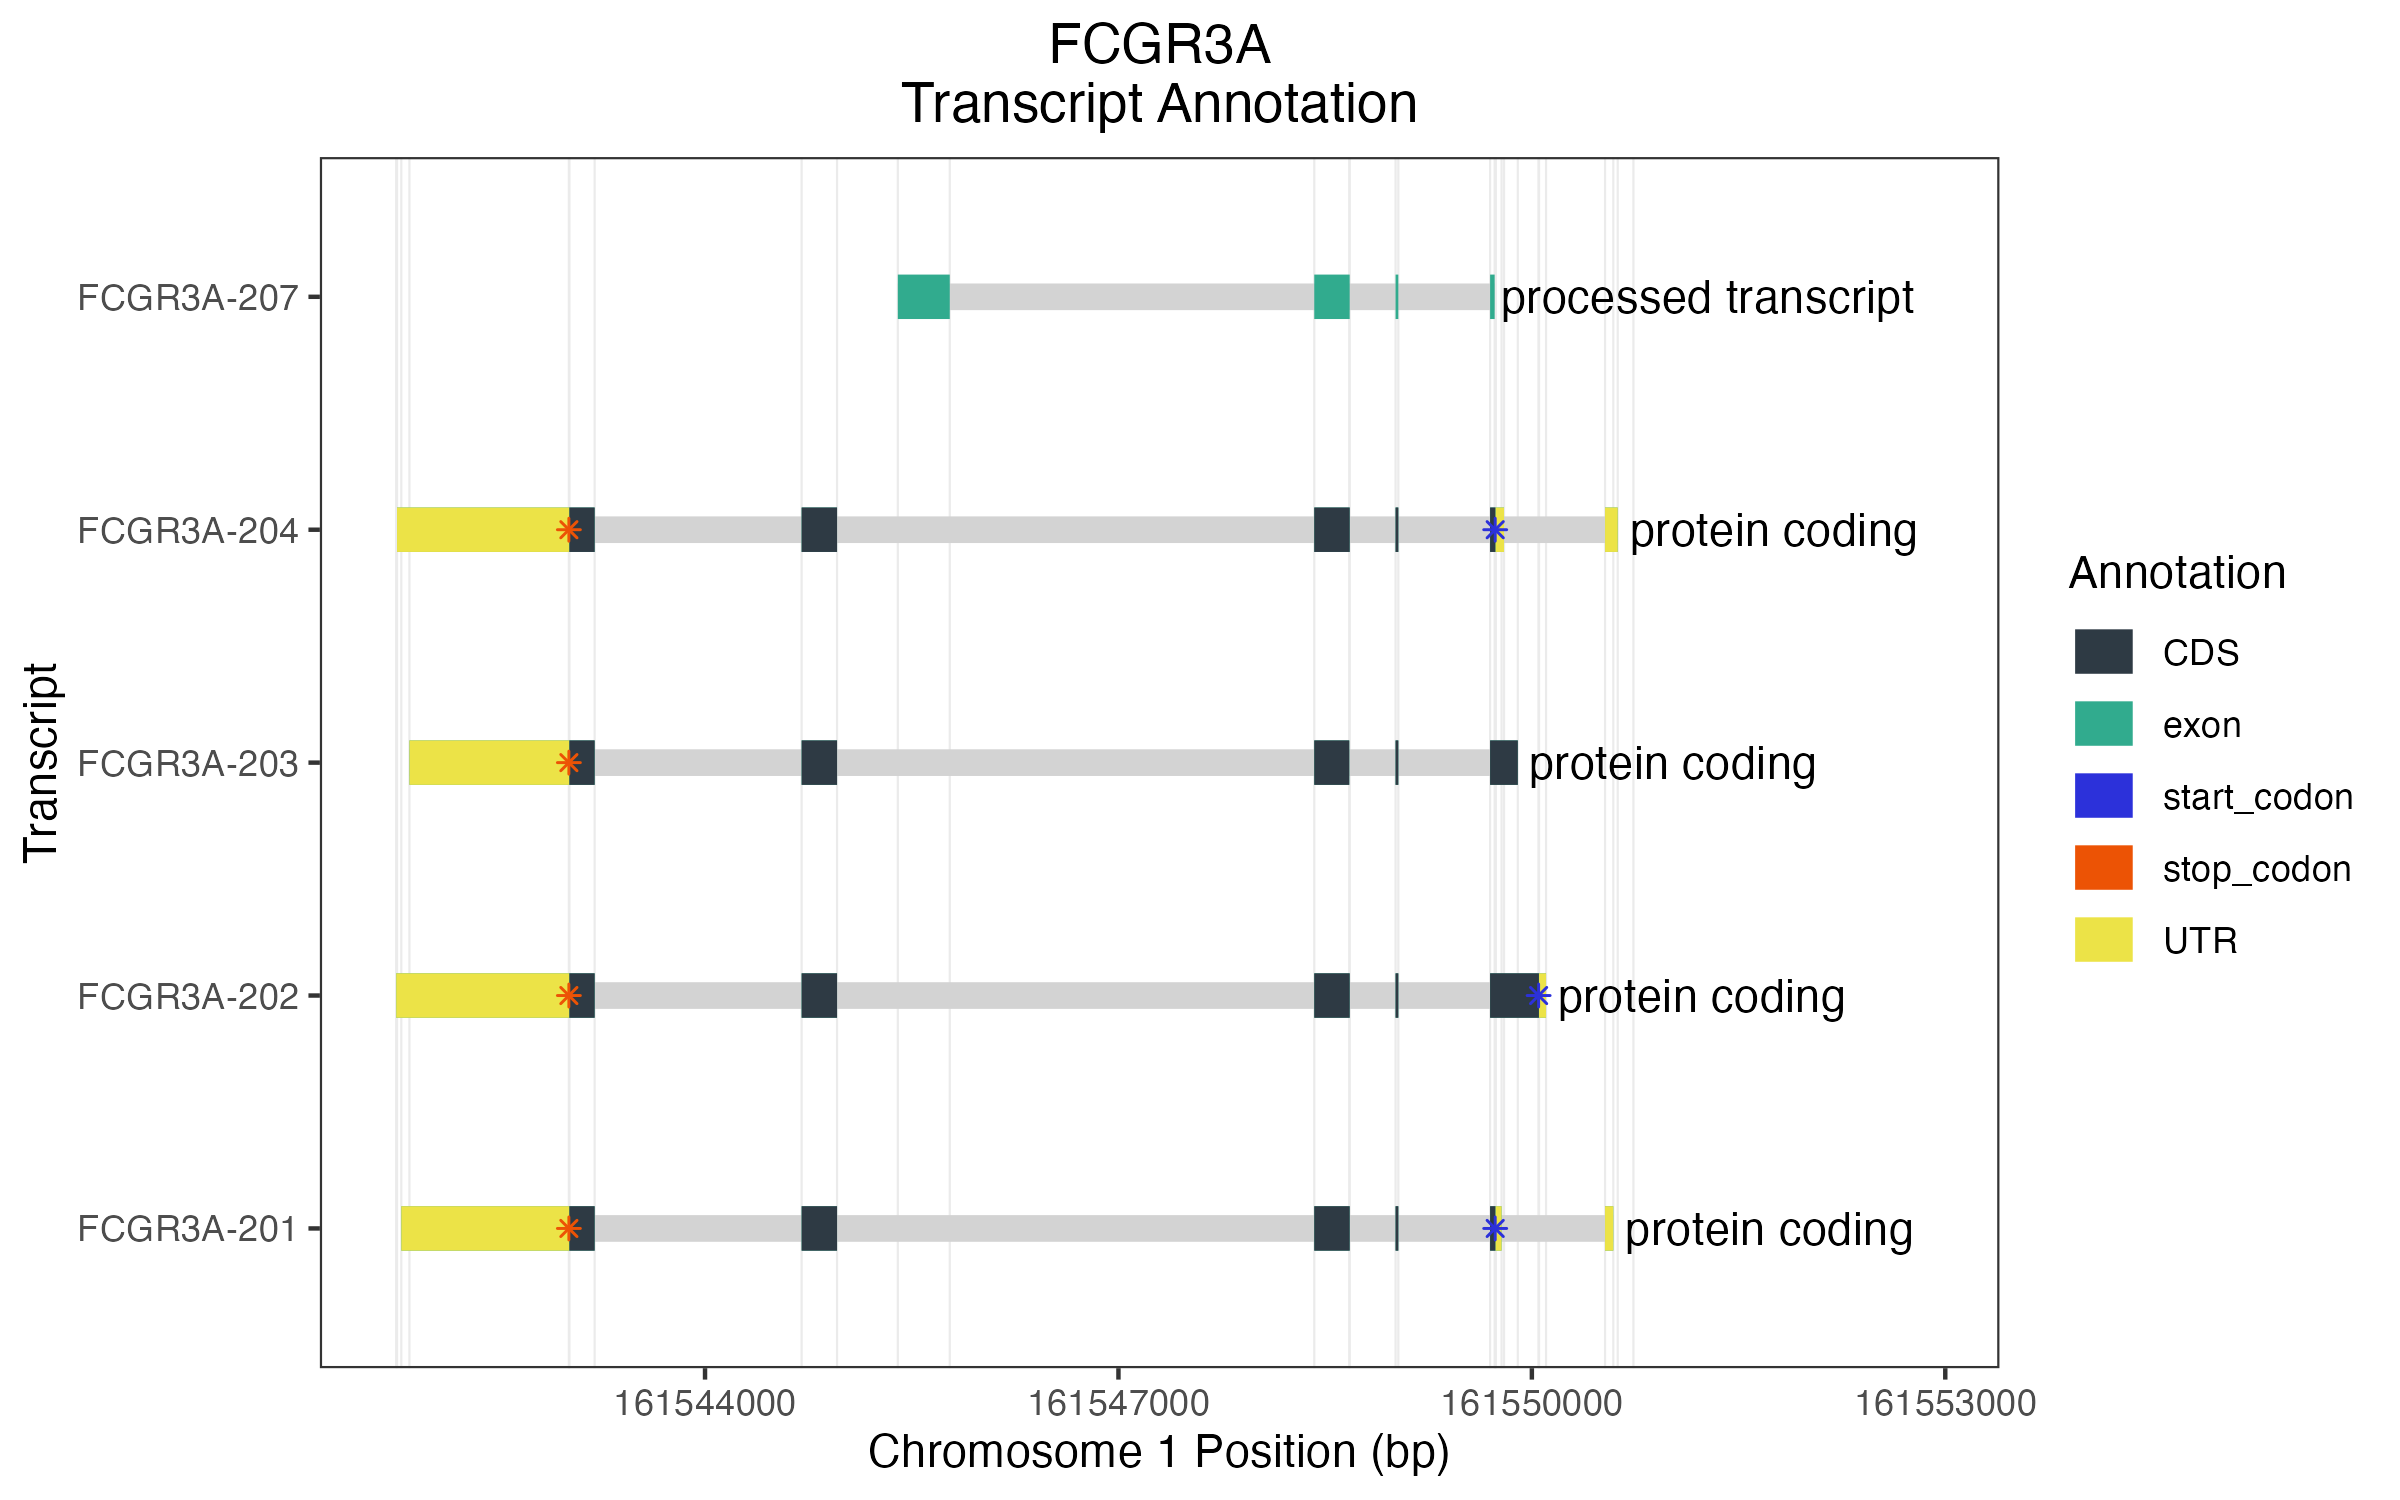 FCGR3A
Transcript Annotation
FCGR3A-207
processed transcript
FCGR3A-204
protein coding
FCGR3A-203
protein coding
FCGR3A-202
protein coding
FCGR3A-201
protein coding
Transcript
161544000
161547000
161550000
161553000
Chromosome 1 Position (bp)
Annotation
CDS
exon
start_codon
stop_codon
UTR